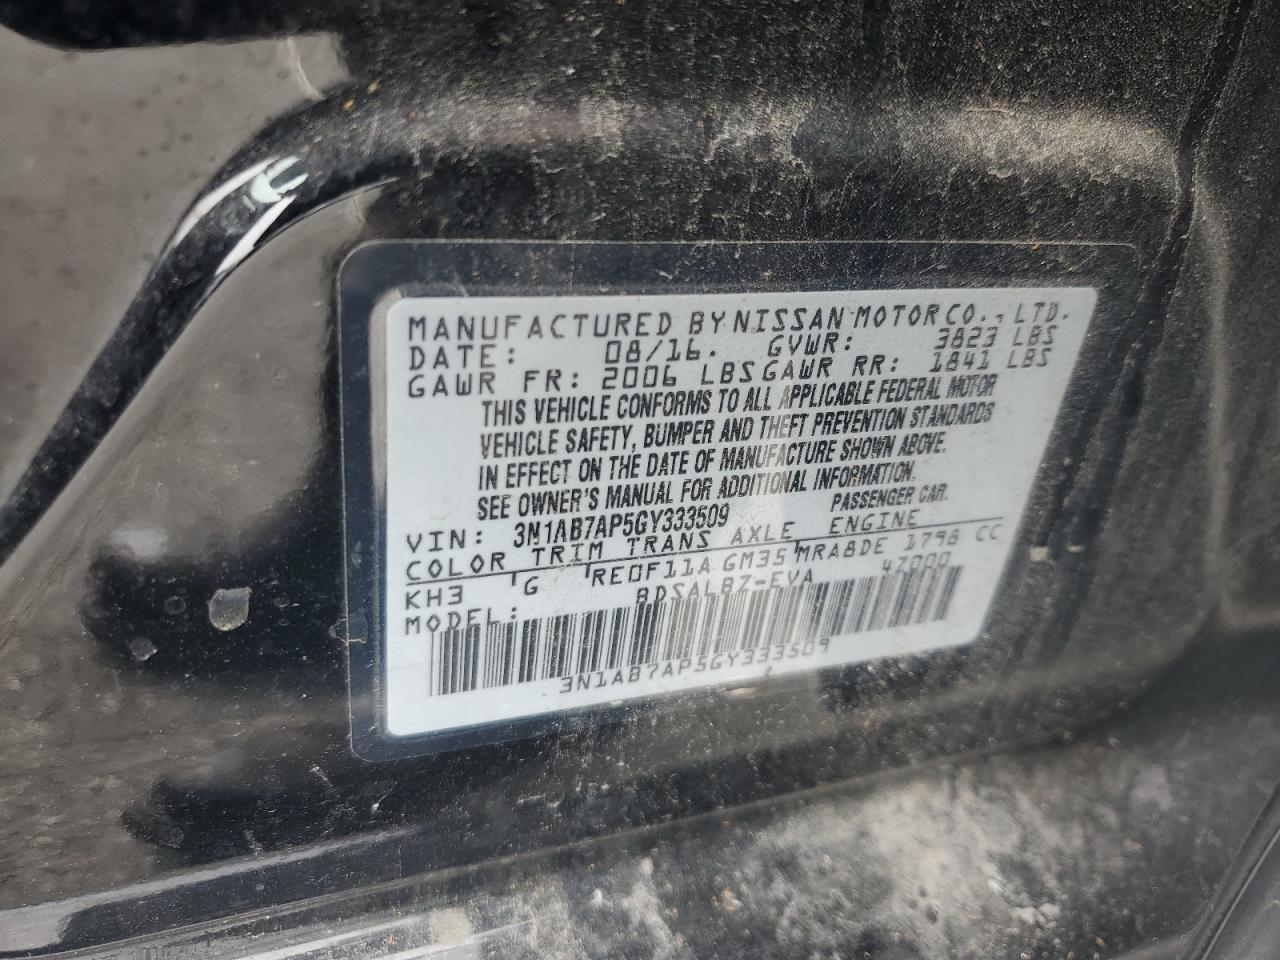 MANUFACTURED BY NISSAN MOTOR CO., LTD.
DATE: 08/16. GVWR: 3823 LBS
GAWR FR: 2006 LBS GAWR RR: 1841 LBS
THIS VEHICLE CONFORMS TO ALL APPLICABLE FEDERAL MOTOR
VEHICLE SAFETY, BUMPER AND THEFT PREVENTION STANDARDS
IN EFFECT ON THE DATE OF MANUFACTURE SHOWN ABOVE.
SEE OWNER'S MANUAL FOR ADDITIONAL INFORMATION.
VIN: 3N1AB7AP5GY333509 PASSENGER CAR.
COLOR TRIM TRANS AXLE ENGINE
KH3 G RE0F11A GM35 MRA8DE 1798 CC
MODEL: BDSALBZ-EVA 4Z000
3N1AB7AP5GY333509